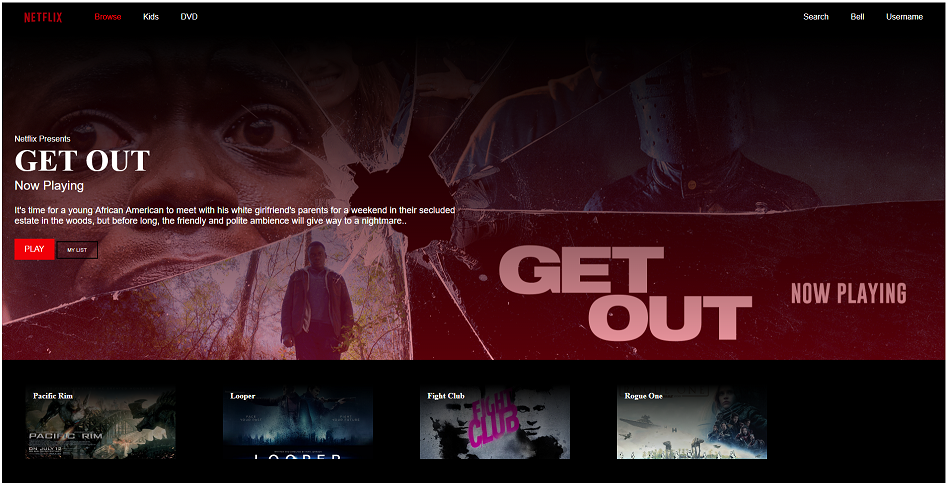 NETFLIX Browse Kids DVD Search Bell Username
Netflix Presents
GET OUT
Now Playing
It's time for a young African American to meet with his white girlfriend's parents for a weekend in their secluded
estate in the woods, but before long, the friendly and polite ambience will give way to a nightmare..
PLAY MY LIST
GET
OUT
NOW PLAYING
Pacific Rim
PACIFIC RIM
ON JULY 12
Looper
LOOPER
Fight Club
FIGHT
CLUB
Rogue One